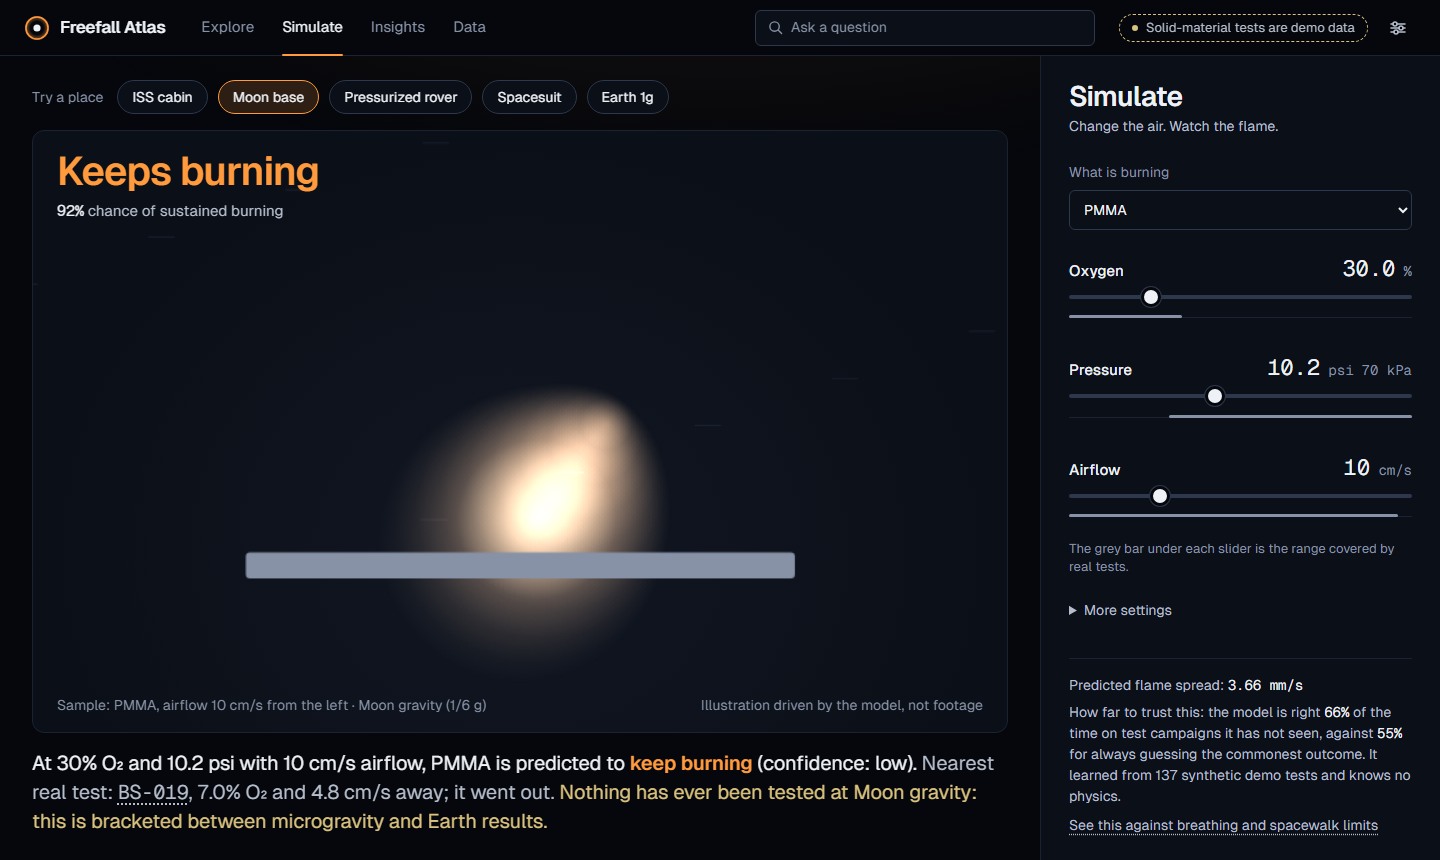 Freefall Atlas
Explore
Simulate
Insights
Data
Ask a question
Solid-material tests are demo data
Try a place
ISS cabin
Moon base
Pressurized rover
Spacesuit
Earth 1g
Keeps burning
92% chance of sustained burning
Sample: PMMA, airflow 10 cm/s from the left · Moon gravity (1/6 g)
Illustration driven by the model, not footage
At 30% O₂ and 10.2 psi with 10 cm/s airflow, PMMA is predicted to keep burning (confidence: low). Nearest
real test: BS-019, 7.0% O₂ and 4.8 cm/s away; it went out. Nothing has ever been tested at Moon gravity:
this is bracketed between microgravity and Earth results.
Simulate
Change the air. Watch the flame.
What is burning
PMMA
Oxygen
30.0 %
Pressure
10.2 psi 70 kPa
Airflow
10 cm/s
The grey bar under each slider is the range covered by
real tests.
More settings
Predicted flame spread: 3.66 mm/s
How far to trust this: the model is right 66% of the
time on test campaigns it has not seen, against 55%
for always guessing the commonest outcome. It
learned from 137 synthetic demo tests and knows no
physics.
See this against breathing and spacewalk limits